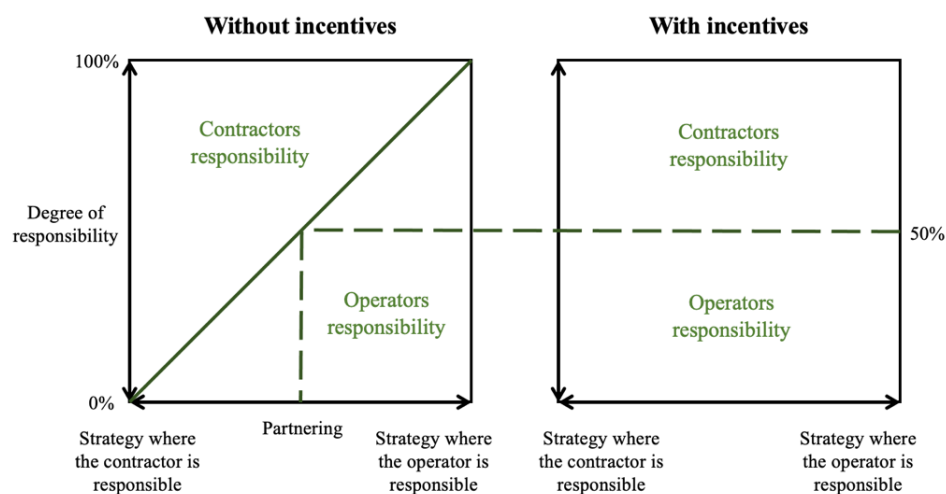 Without incentives
With incentives
100%
Contractors
responsibility
Contractors
responsibility
Degree of
responsibility
50%
Operators
responsibility
Operators
responsibility
0%
Partnering
Strategy where
the contractor is
responsible
Strategy where
the operator is
responsible
Strategy where
the contractor is
responsible
Strategy where
the operator is
responsible